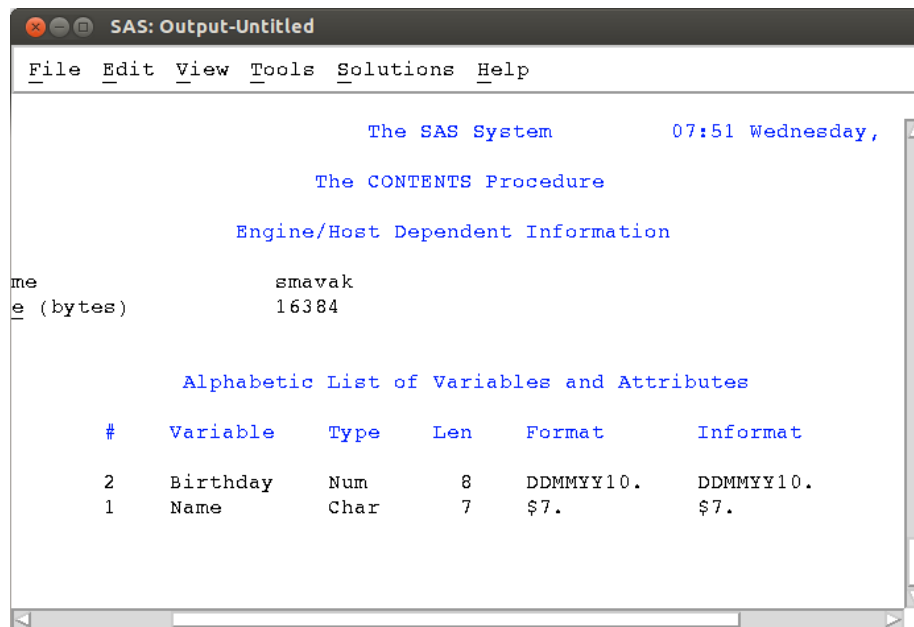 SAS: Output-Untitled
File Edit View Tools Solutions Help
The SAS System 07:51 Wednesday,
The CONTENTS Procedure
Engine/Host Dependent Information
me smavak
e (bytes) 16384
Alphabetic List of Variables and Attributes
# Variable Type Len Format Informat
2 Birthday Num 8 DDMMYY10. DDMMYY10.
1 Name Char 7 $7. $7.